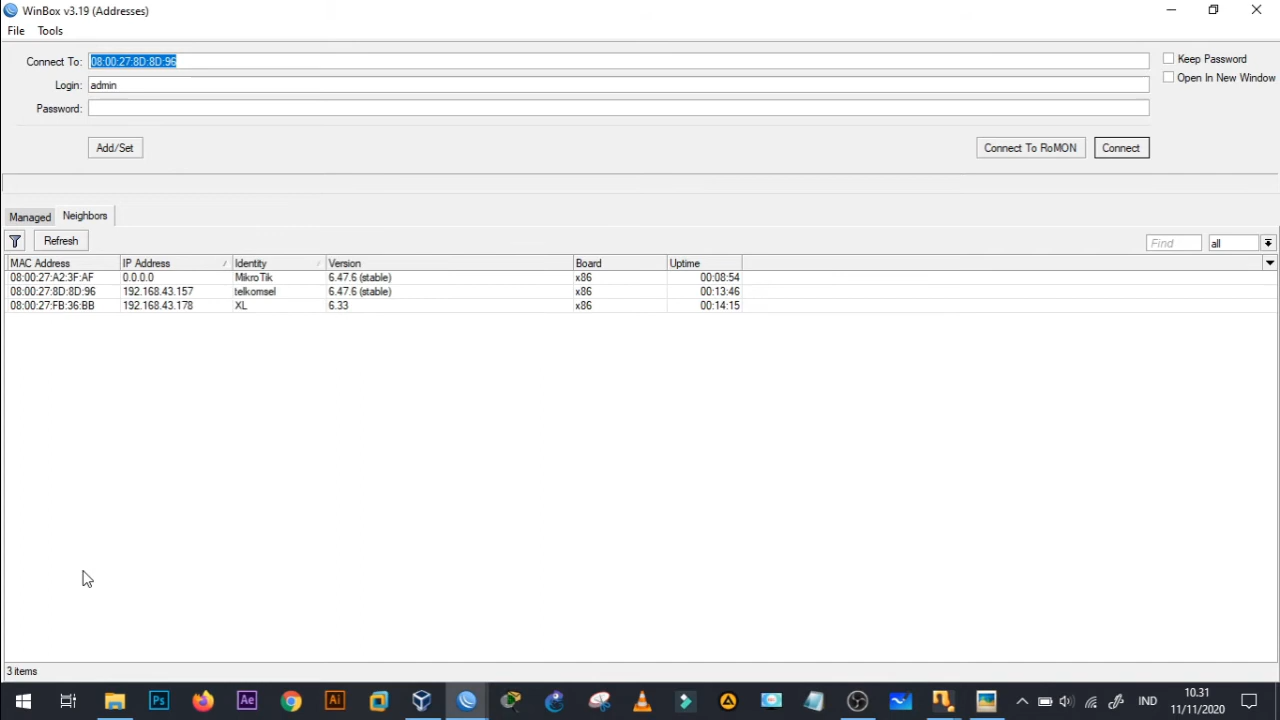 WinBox v3.19 (Addresses)
File Tools
Connect To: 08:00:27:8D:8D:96
Keep Password
Login: admin
Open In New Window
Password:
Add/Set Connect To RoMON Connect
Managed Neighbors
Refresh Find all
MAC Address IP Address Identity Version Board Uptime
08:00:27:A2:3F:AF 0.0.0.0 MikroTik 6.47.6 (stable) x86 00:08:54
08:00:27:8D:8D:96 192.168.43.157 telkomsel 6.47.6 (stable) x86 00:13:46
08:00:27:FB:36:BB 192.168.43.178 XL 6.33 x86 00:14:15
3 items
Ps Ae Ai IND 10.31
11/11/2020